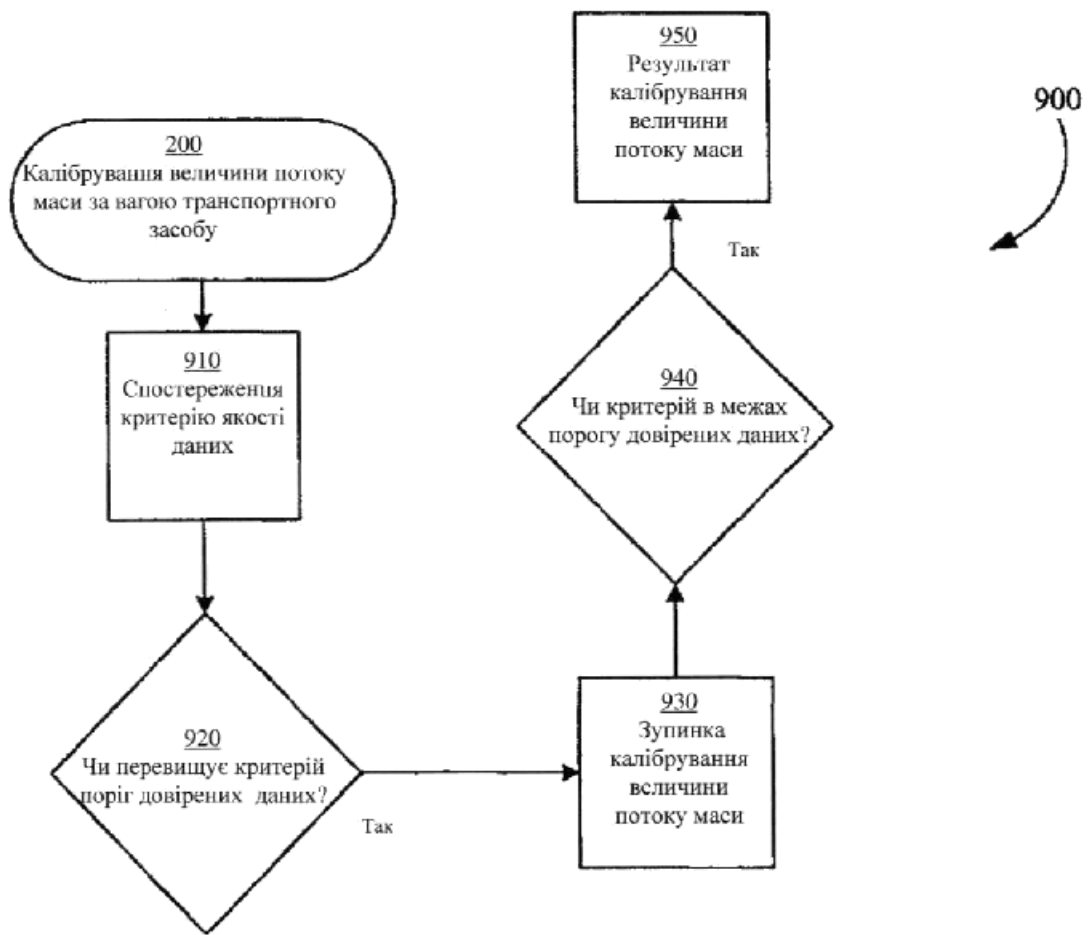 200
Калібрування величини потоку
маси за вагою транспортного
засобу
910
Спостереження
критерію якості
даних
920
Чи перевищує критерій
поріг довірених даних?
Так
930
Зупинка
калібрування
величини
потоку маси
940
Чи критерій в межах
порогу довірених даних?
Так
950
Результат
калібрування
величини
потоку маси
900